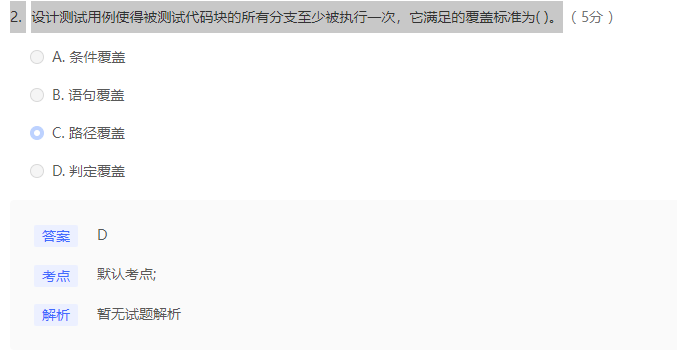 2. 设计测试用例使得被测试代码块的所有分支至少被执行一次，它满足的覆盖标准为( )。（ 5分 ）
A. 条件覆盖
B. 语句覆盖
C. 路径覆盖
D. 判定覆盖
答案 D
考点 默认考点;
解析 暂无试题解析